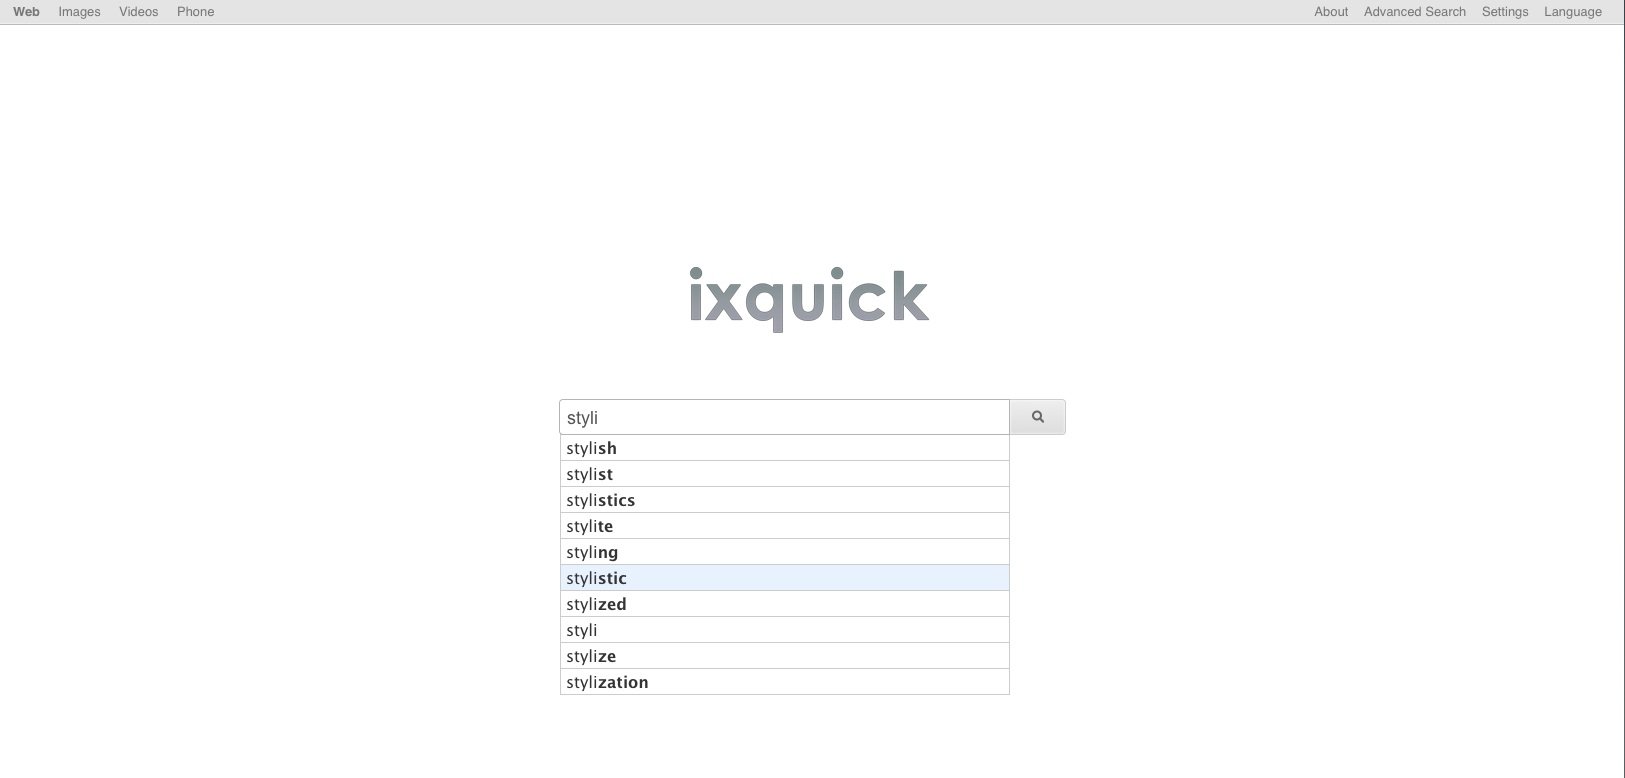 Web Images Videos Phone About Advanced Search Settings Language
ixquick
styli
stylish
stylist
stylistics
stylite
styling
stylistic
stylized
styli
stylize
stylization